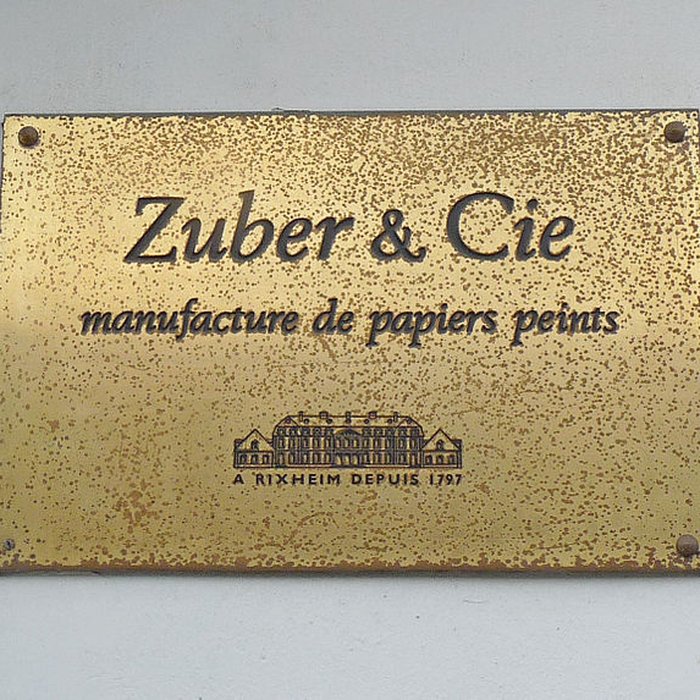 Zuber & Cie
manufacture de papiers peints
A RIXHEIM DEPUIS 1797